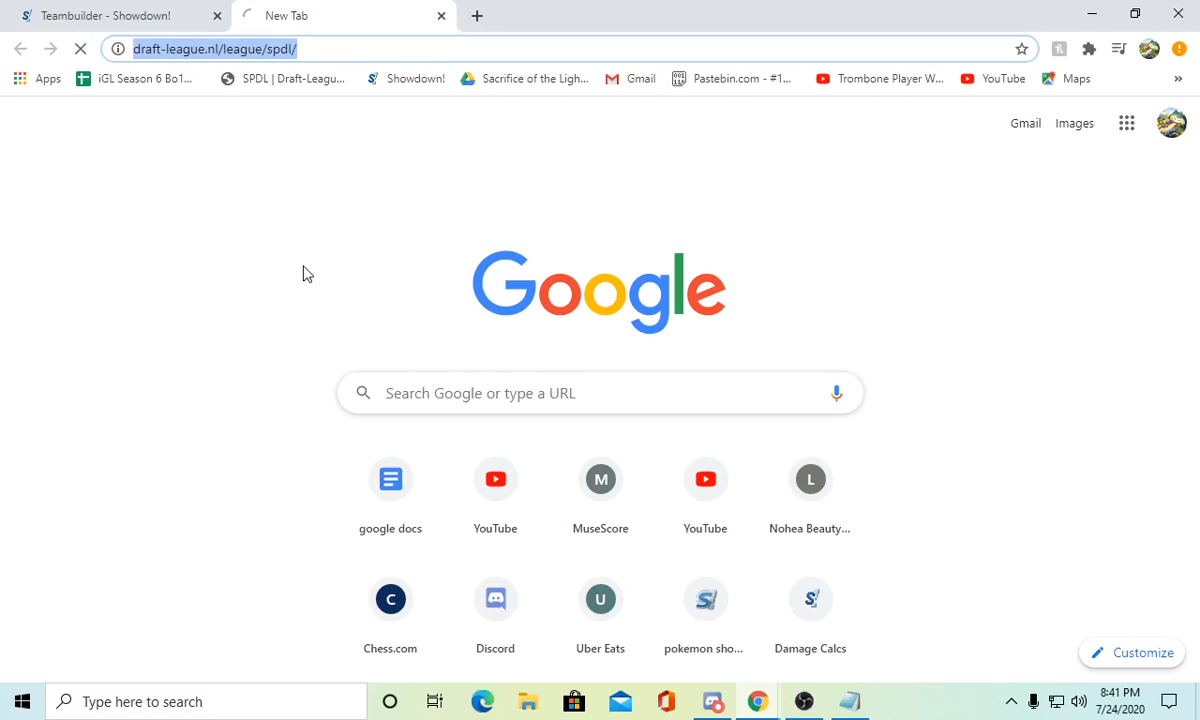 Teambuilder - Showdown!
New Tab
draft-league.nl/league/spdl/
Apps iGL Season 6 Bo1... SPDL | Draft-Leagu... Showdown! Sacrifice of the Ligh... Gmail Pastebin.com - #1... Trombone Player W... YouTube Maps »
Gmail Images
Google
Search Google or type a URL
M L
google docs YouTube MuseScore YouTube Nohea Beauty...
C U
Chess.com Discord Uber Eats pokemon sho... Damage Calcs
Customize
Type here to search
8:41 PM
7/24/2020